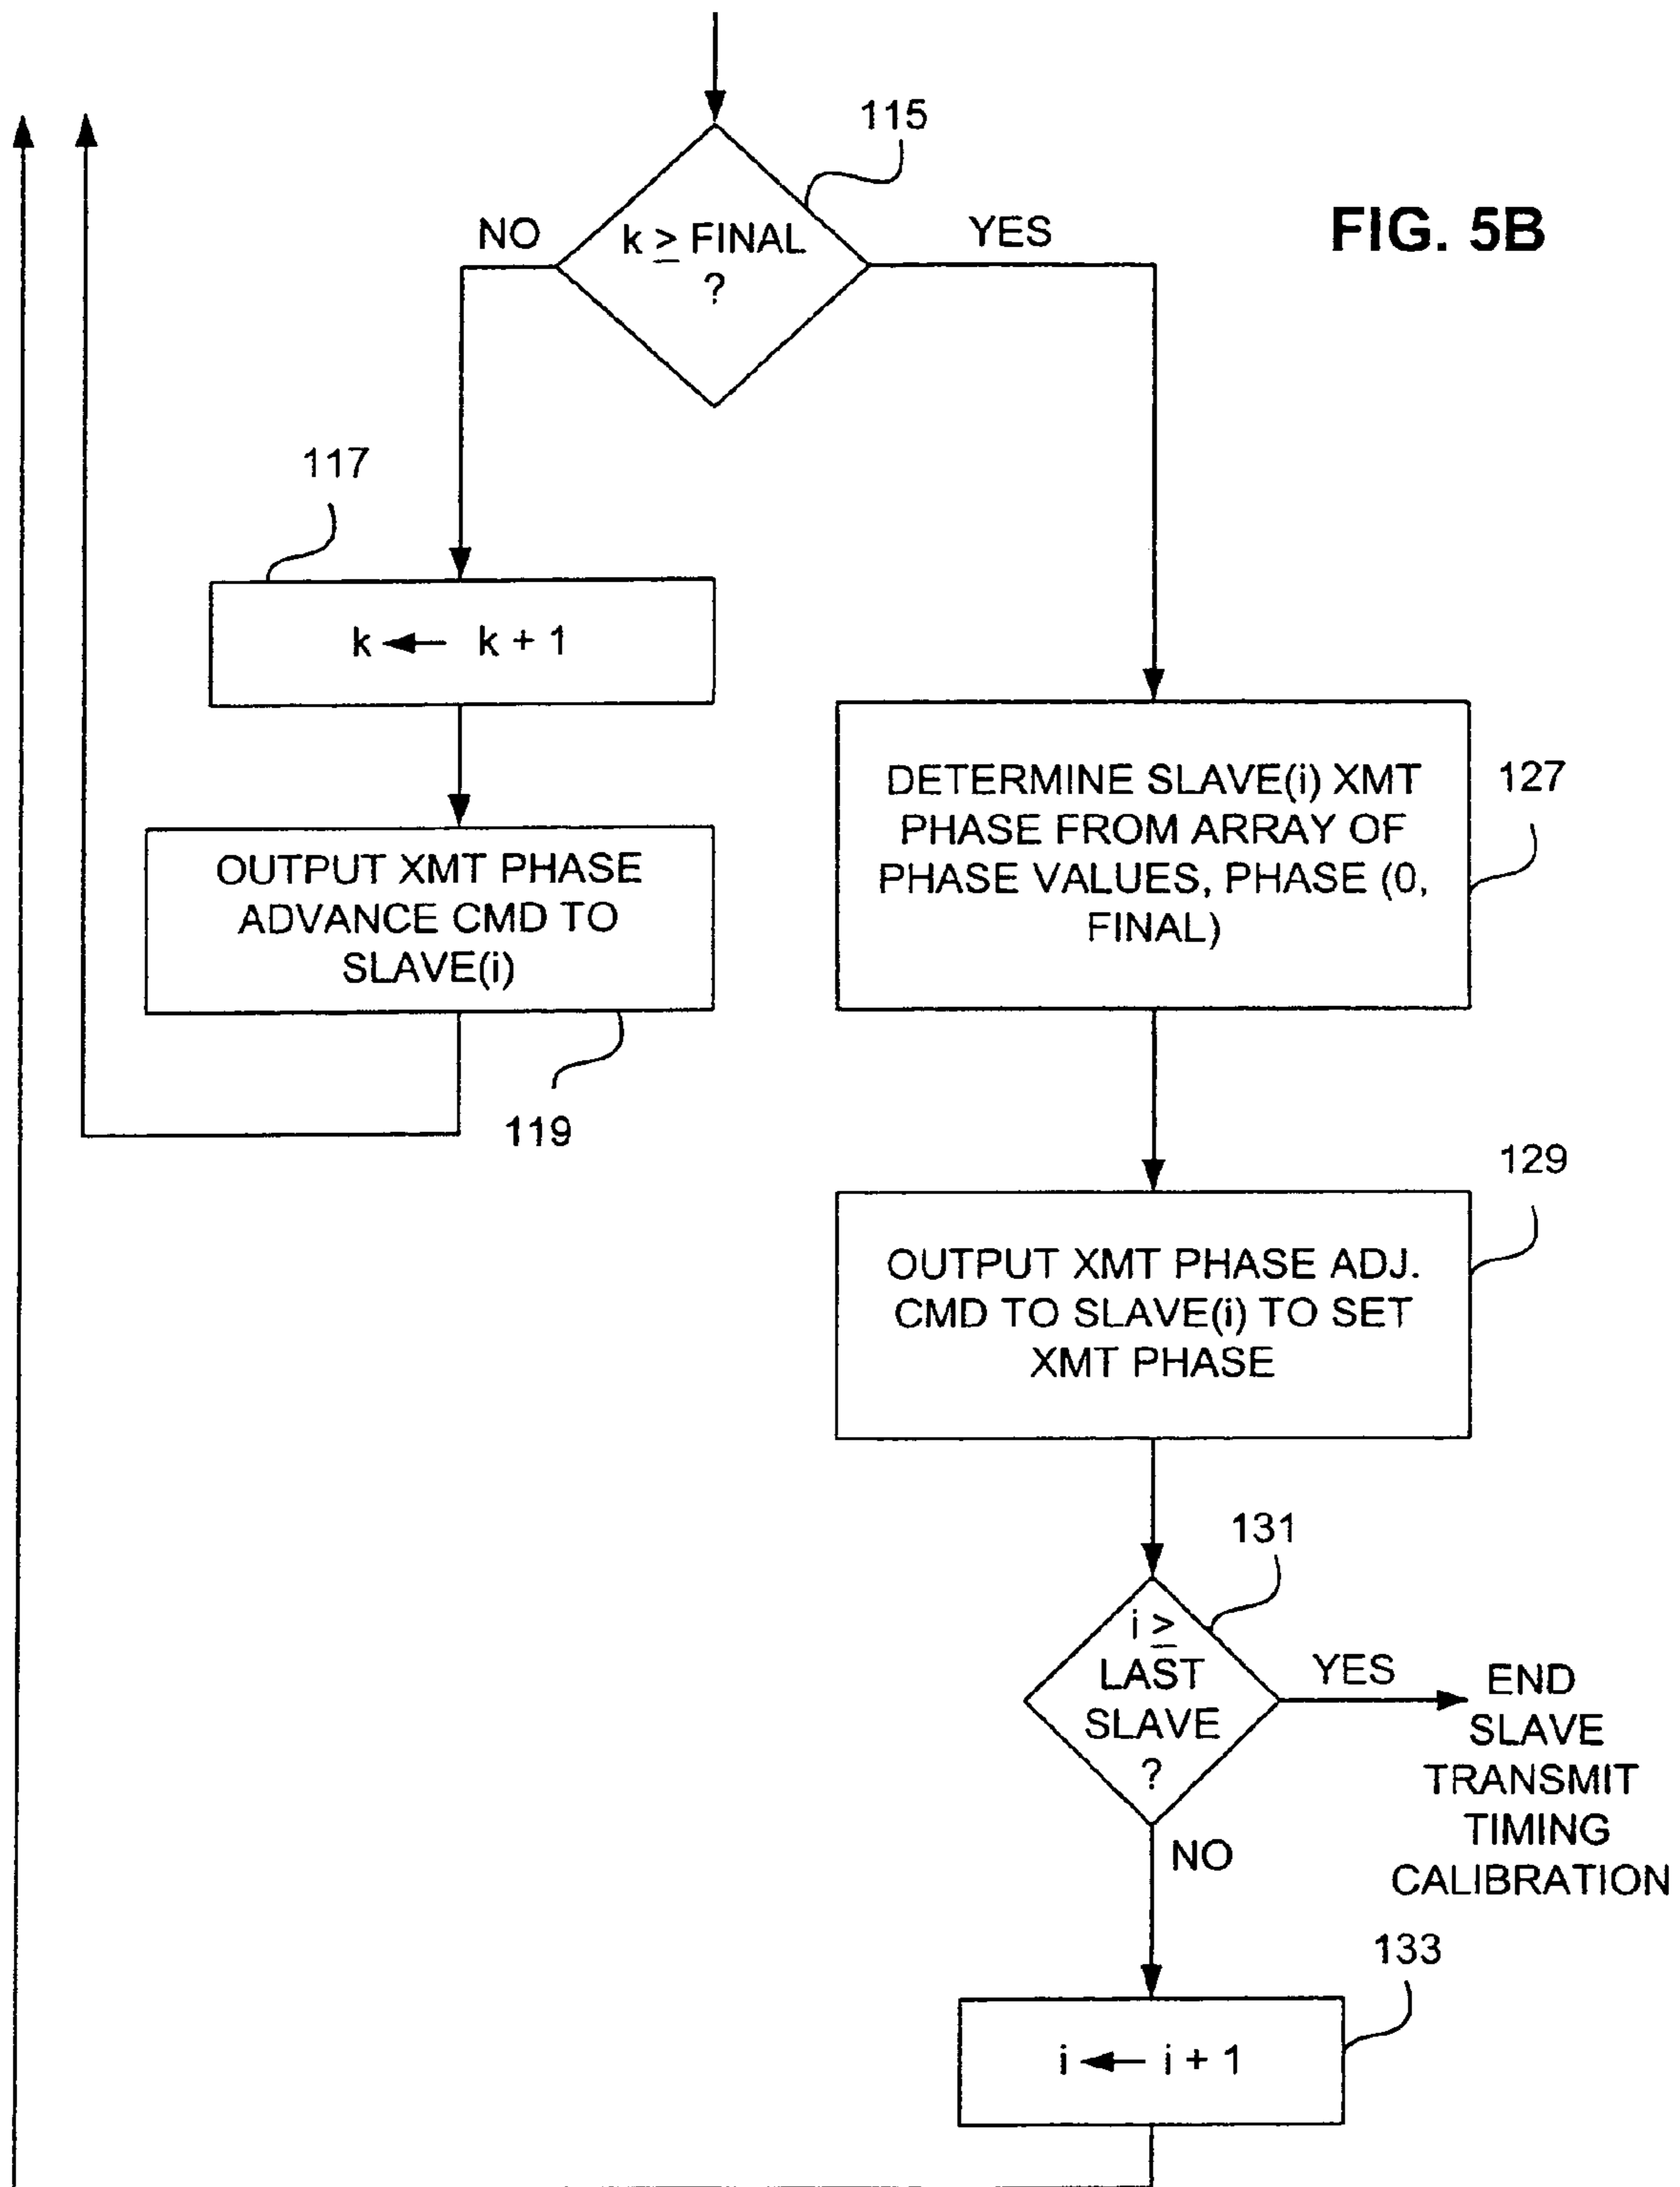 115
FIG. 5B
NO
k ≥ FINAL
?
YES
117
k ← k + 1
OUTPUT XMT PHASE
ADVANCE CMD TO
SLAVE(i)
119
DETERMINE SLAVE(i) XMT
PHASE FROM ARRAY OF
PHASE VALUES, PHASE (0,
FINAL)
127
129
OUTPUT XMT PHASE ADJ.
CMD TO SLAVE(i) TO SET
XMT PHASE
131
i ≥
LAST
SLAVE
?
YES
END
SLAVE
TRANSMIT
TIMING
CALIBRATION
NO
133
i ← i + 1